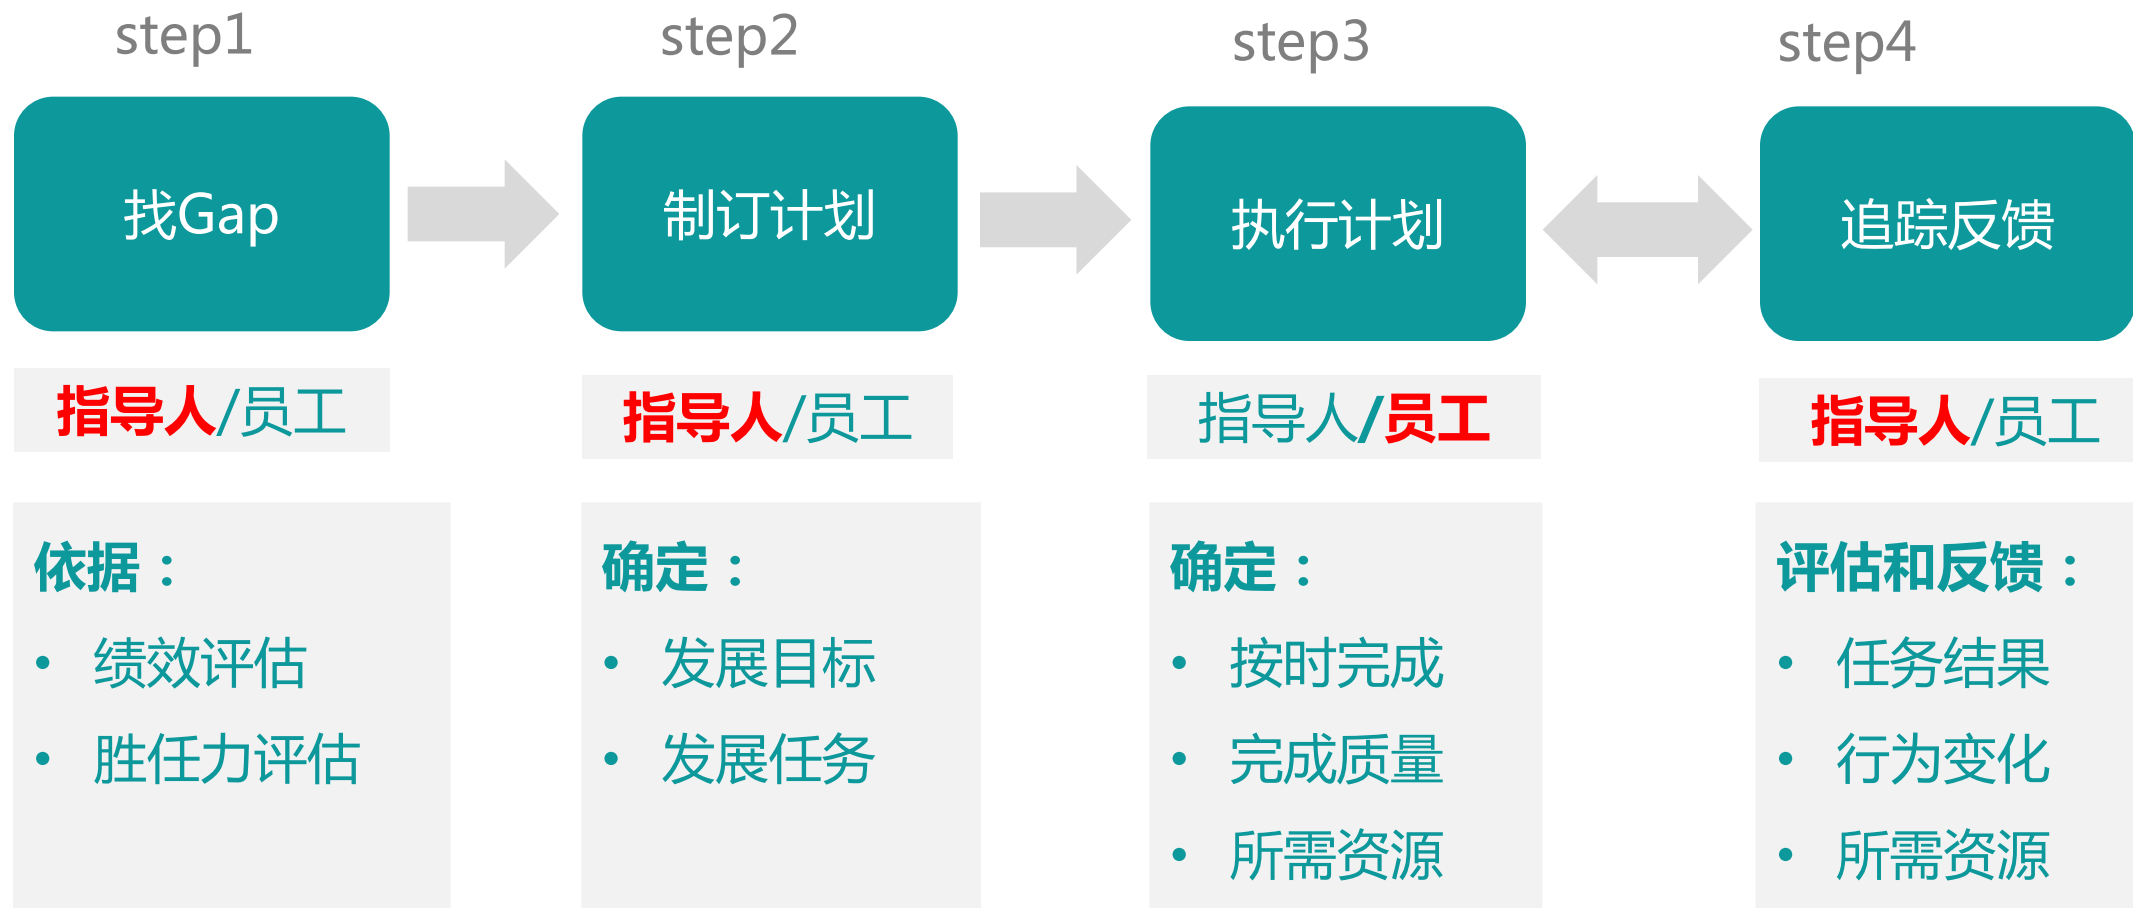 step1
step2
step3
step4
找Gap
制订计划
执行计划
追踪反馈
指导人/员工
指导人/员工
指导人/员工
指导人/员工
依据：
• 绩效评估
• 胜任力评估
确定：
• 发展目标
• 发展任务
确定：
• 按时完成
• 完成质量
• 所需资源
评估和反馈：
• 任务结果
• 行为变化
• 所需资源